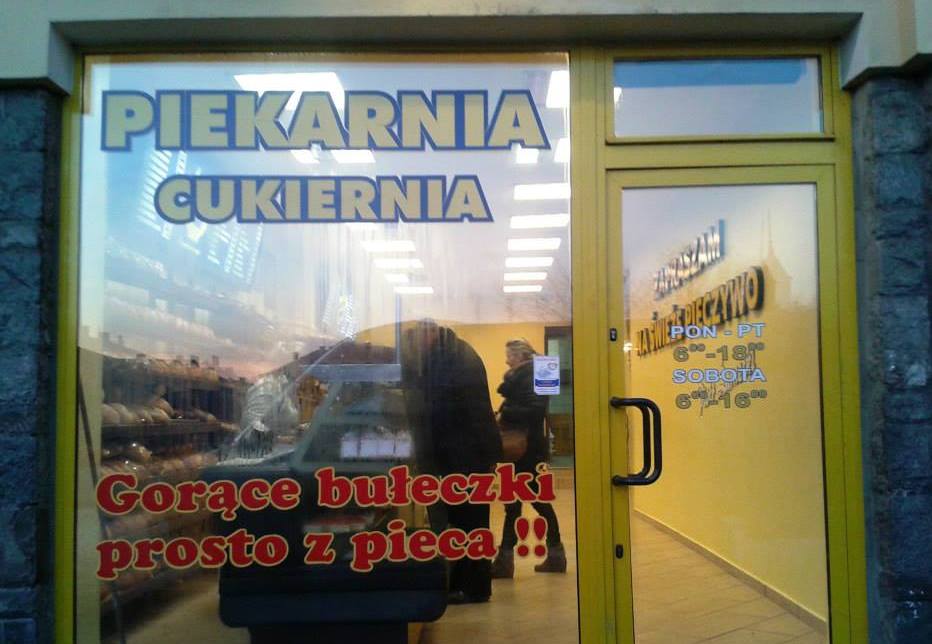 PIEKARNIA
CUKIERNIA
Gorące bułeczki
prosto z pieca !!
ZAPRASZAM
NA ŚWIEŻE PIECZYWO
PON - PT
6⁰⁰-18⁰⁰
SOBOTA
6⁰⁰-16⁰⁰